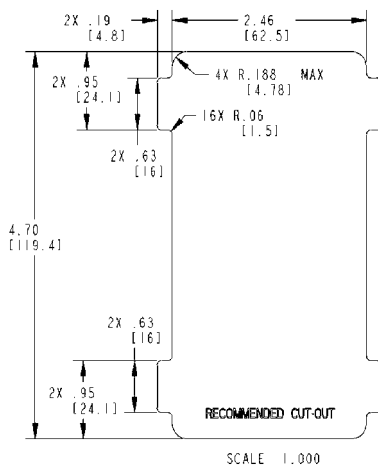 2X .19
[4.8]
2.46
[62.5]
2X .95
[24.1]
4X R.188 MAX
[4.78]
16X R.06
[1.5]
2X .63
[16]
4.70
[119.4]
2X .63
[16]
2X .95
[24.1]
RECOMMENDED CUT-OUT
SCALE 1.000